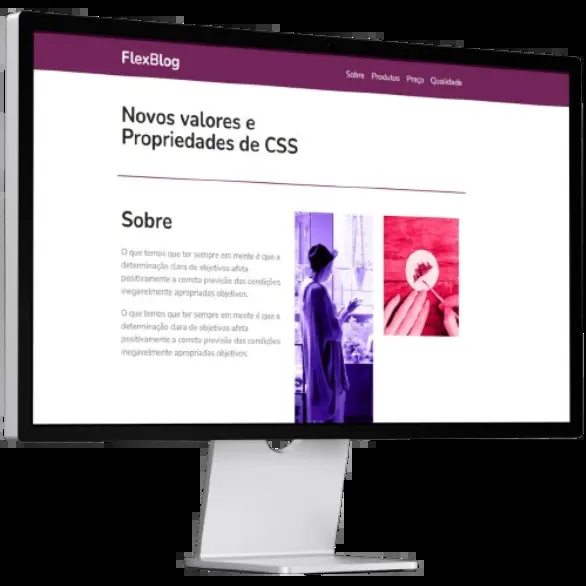 FlexBlog
Sobre Produtos Preço Qualidade
Novos valores e
Propriedades de CSS
Sobre
O que temos que ter sempre em mente é que a
determinação clara de objetivos afeta
positivamente a correta previsão das condições
inegavelmente apropriadas objetivos.
O que temos que ter sempre em mente é que a
determinação clara de objetivos afeta
positivamente a correta previsão das condições
inegavelmente apropriadas objetivos.